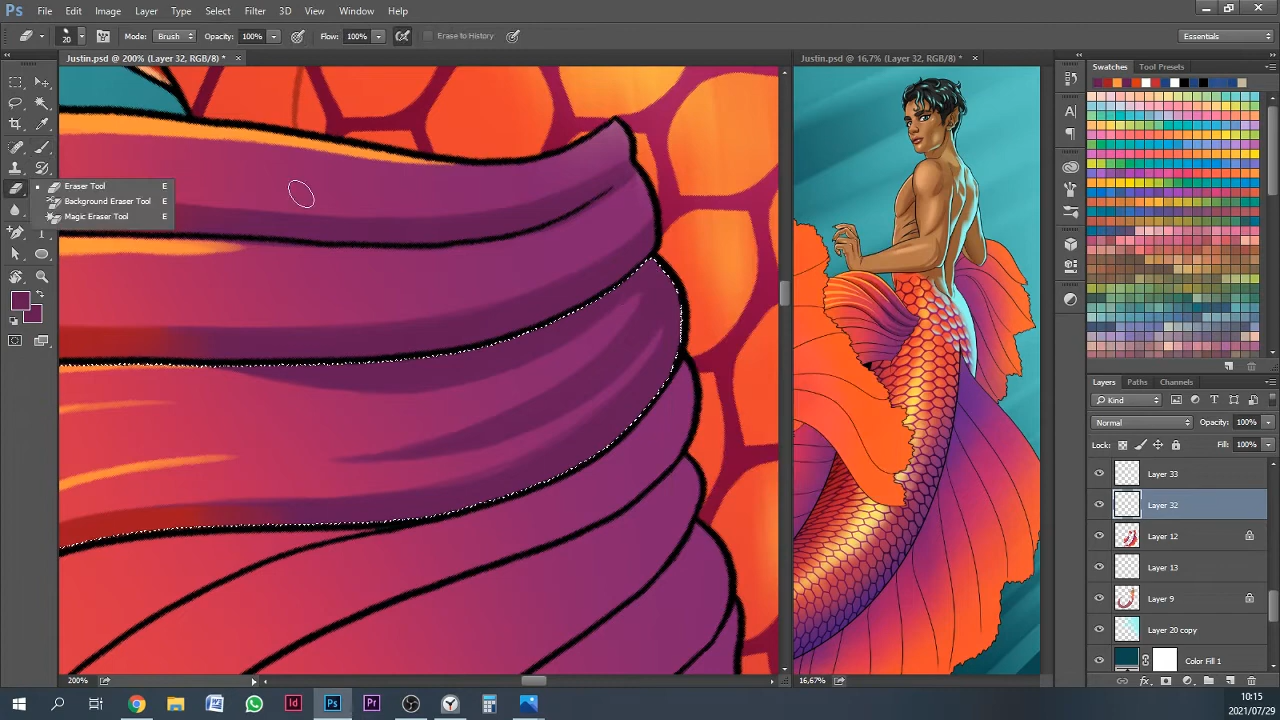 Ps File Edit Image Layer Type Select Filter 3D View Window Help
20 Mode: Brush Opacity: 100% Flow: 100% Erase to History Essentials
Justin.psd @ 200% (Layer 32, RGB/8) *
Justin.psd @ 16,7% (Layer 32, RGB/8) *
Swatches Tool Presets
Eraser Tool E
Background Eraser Tool E
Magic Eraser Tool E
Layers Paths Channels
Kind
Normal Opacity: 100%
Lock: Fill: 100%
Layer 33
Layer 32
Layer 12
Layer 13
Layer 9
Layer 20 copy
Color Fill 1
200%
16,67%
10:15
2021/07/29